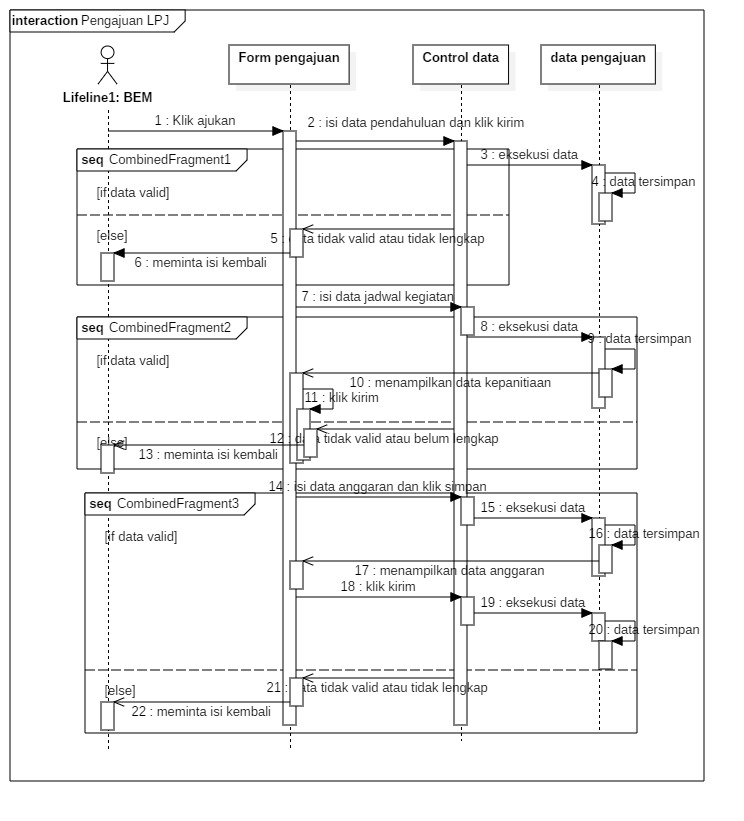 interaction Pengajuan LPJ
Lifeline1: BEM
Form pengajuan
Control data
data pengajuan
1 : Klik ajukan
2 : isi data pendahuluan dan klik kirim
seq CombinedFragment1
3 : eksekusi data
4 : data tersimpan
[if data valid]
[else]
5 : data tidak valid atau tidak lengkap
6 : meminta isi kembali
7 : isi data jadwal kegiatan
seq CombinedFragment2
8 : eksekusi data
9 : data tersimpan
[if data valid]
10 : menampilkan data kepanitiaan
11 : klik kirim
[else]
12 : data tidak valid atau belum lengkap
13 : meminta isi kembali
14 : isi data anggaran dan klik simpan
seq CombinedFragment3
15 : eksekusi data
16 : data tersimpan
[if data valid]
17 : menampilkan data anggaran
18 : klik kirim
19 : eksekusi data
20 : data tersimpan
[else]
21 : data tidak valid atau tidak lengkap
22 : meminta isi kembali